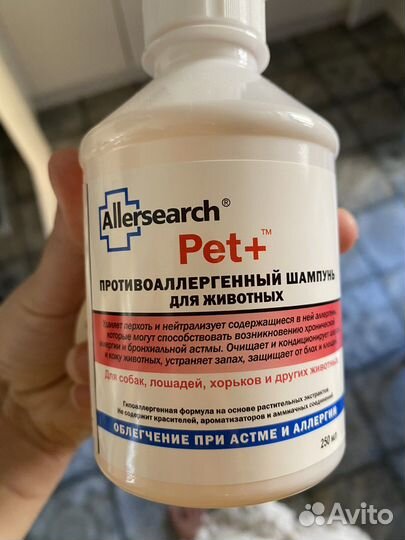 Allersearch®
Pet+™
ПРОТИВОАЛЛЕРГЕННЫЙ ШАМПУНЬ
ДЛЯ ЖИВОТНЫХ
Удаляет перхоть и нейтрализует содержащиеся в ней аллергены,
которые могут способствовать возникновению хронической
аллергии и бронхиальной астмы. Очищает и кондиционирует
и кожу животных, устраняет запах, защищает от блох и клещей
Для собак, лошадей, хорьков и других животных
Гипоаллергенная формула на основе растительных экстрактов.
Не содержит красителей, ароматизаторов и аммиачных соединений.
ОБЛЕГЧЕНИЕ ПРИ АСТМЕ И АЛЛЕРГИИ
250 мл
Avito